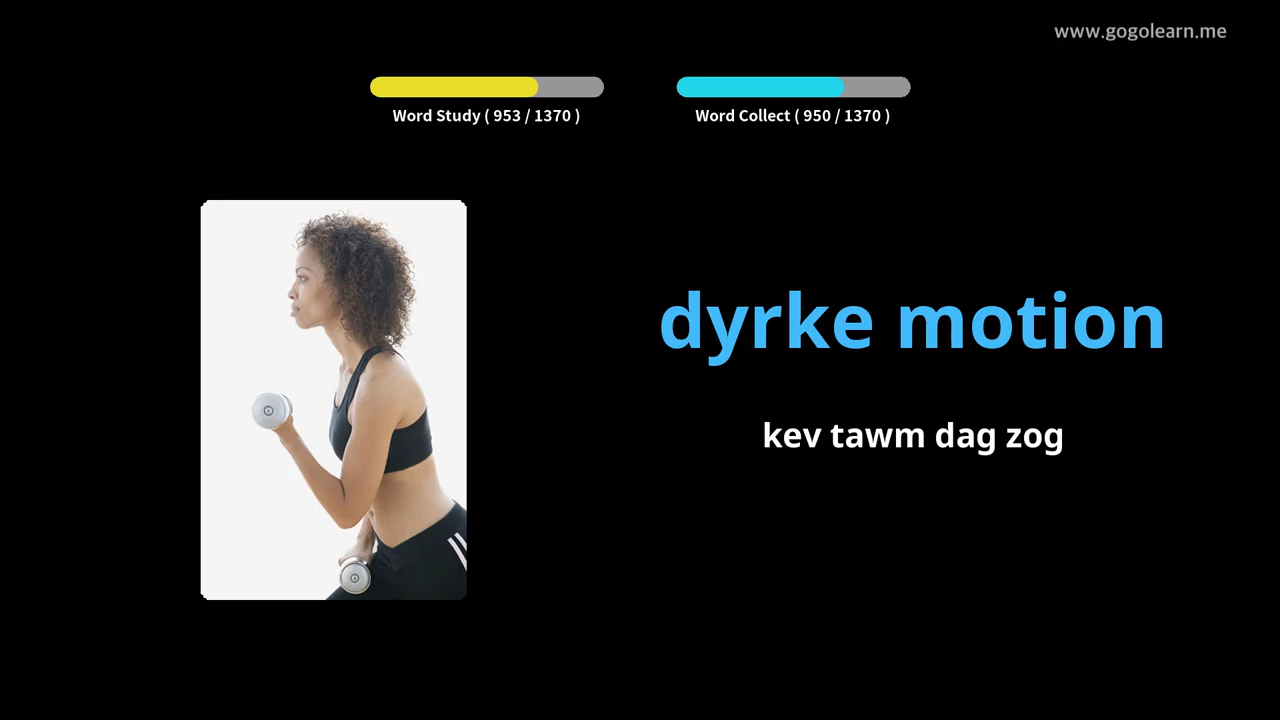 www.gogolearn.me
Word Study ( 953 / 1370 )
Word Collect ( 950 / 1370 )
dyrke motion
kev tawm dag zog